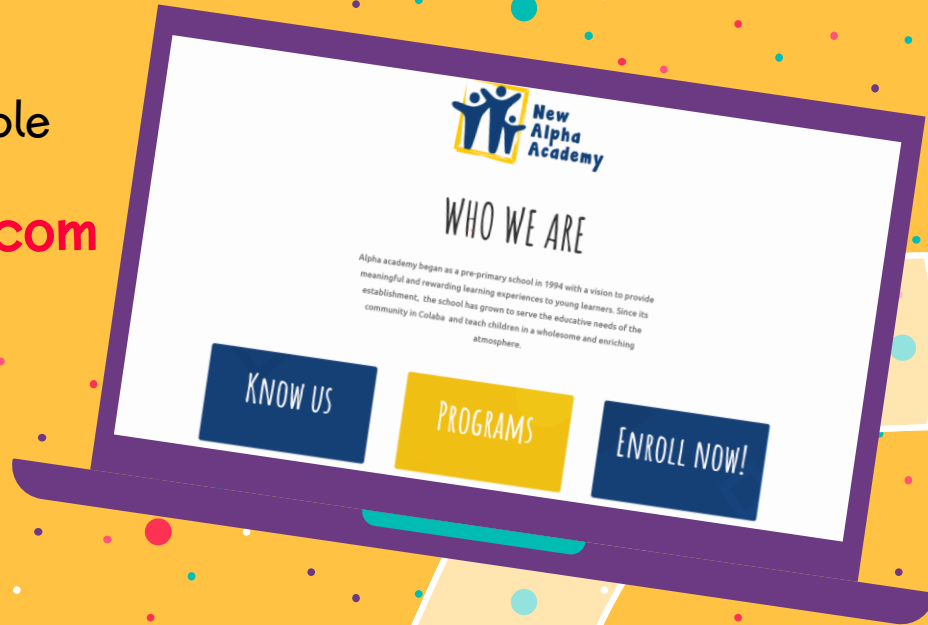 New
Alpha
Academy
WHO WE ARE
Alpha academy began as a pre-primary school in 1994 with a vision to provide
meaningful and rewarding learning experiences to young learners. Since its
establishment, the school has grown to serve the educative needs of the
community in Colaba and teach children in a wholesome and enriching
atmosphere.
KNOW US
PROGRAMS
ENROLL NOW!
ple
.com